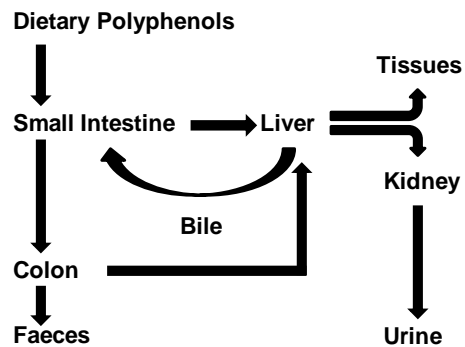 Dietary Polyphenols
Tissues
Small Intestine
Liver
Kidney
Bile
Colon
Faeces
Urine